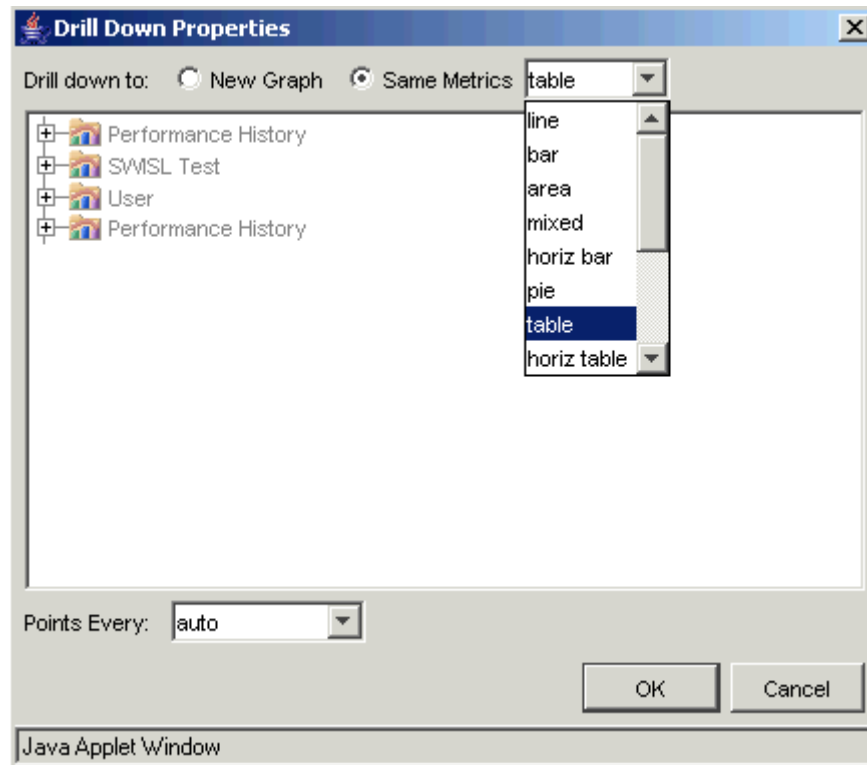 Drill Down Properties
Drill down to: New Graph Same Metrics table
line
bar
area
mixed
horiz bar
pie
table
horiz table
Performance History
SWISL Test
User
Performance History
Points Every: auto
OK Cancel
Java Applet Window